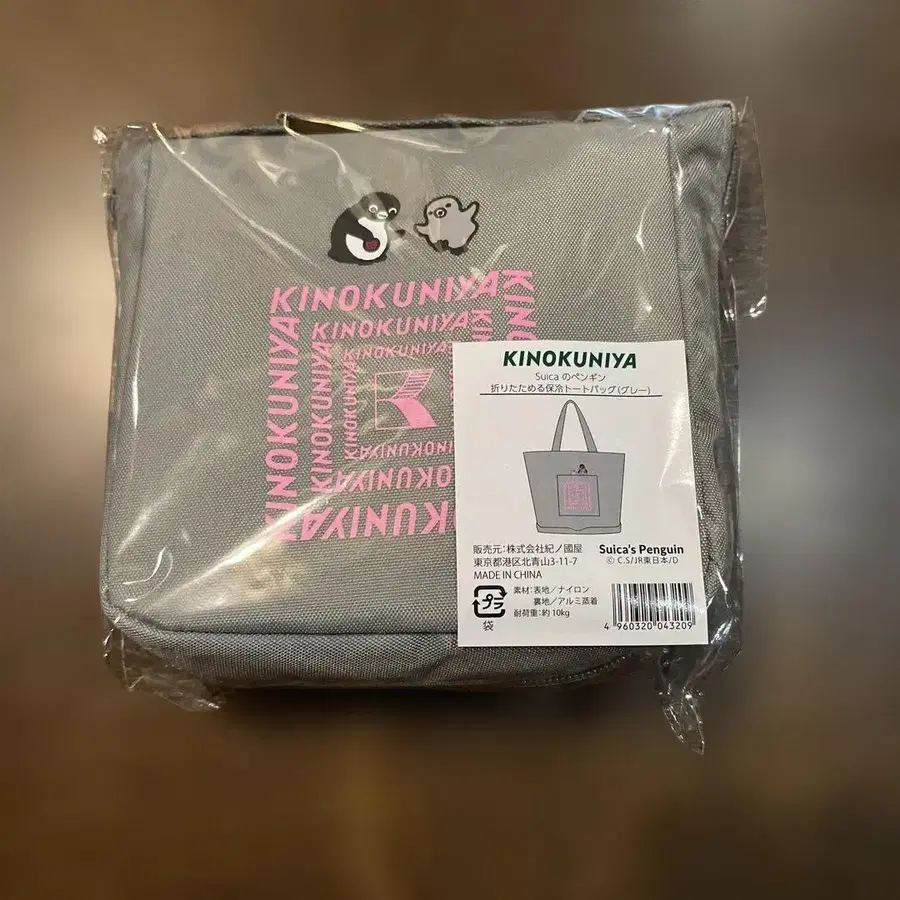 KINOKUNIYA
KINOKUNIYA
KINOKUNIYA
KINOKUNIYA
KINOKUNIYA
KINOKUNIYA
KINOKUNIYA
KINOKUNIYA
Suica のペンギン
折りたためる保冷トートバッグ(グレー)
販売元:株式会社紀ノ國屋
東京都港区北青山3-11-7
MADE IN CHINA
Suica's Penguin
© C.S/JR東日本/D
プラ
袋
素材:表地/ナイロン
裏地/アルミ蒸着
耐荷重:約10kg
4 960320 043209